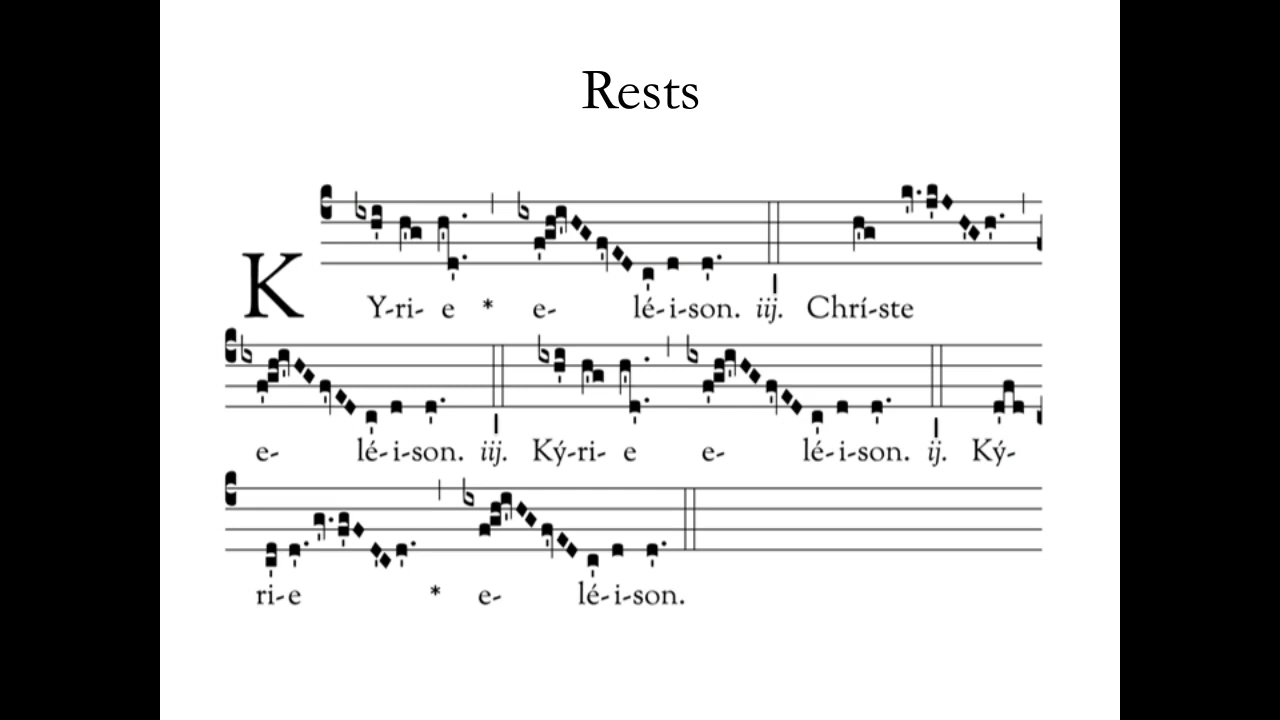 Rests
KY-ri- e * e- lé-i-son. iij. Chrí-ste
e- lé-i-son. iij. Ký-ri- e e- lé-i-son. ij. Ký-
ri-e * e- lé-i-son.